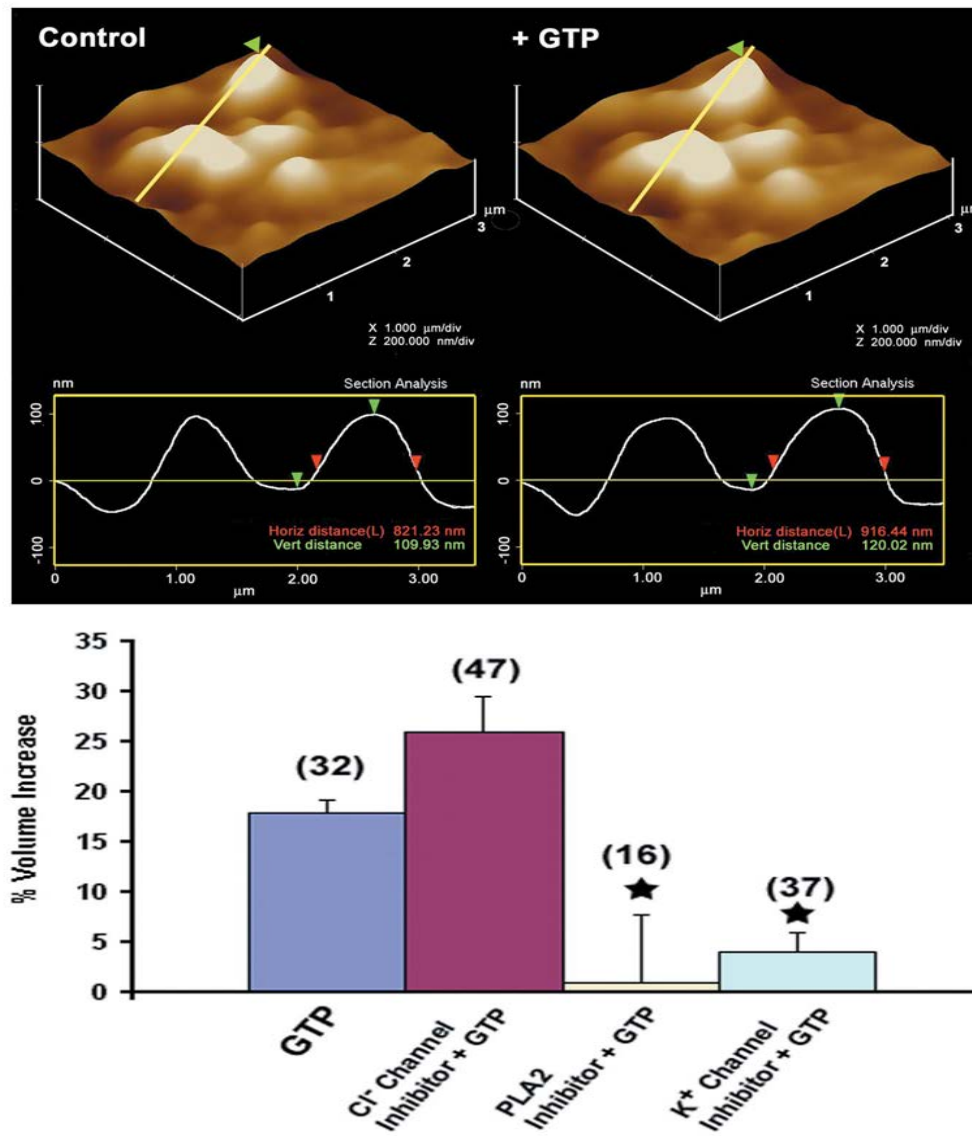 Control
+ GTP
μm
3
2
1
X 1.000 μm/div
Z 200.000 nm/div
μm
3
2
1
X 1.000 μm/div
Z 200.000 nm/div
nm
Section Analysis
100
0
-100
Horiz distance(L) 821.23 nm
Vert distance 109.93 nm
0
1.00
2.00
3.00
μm
nm
Section Analysis
100
0
-100
Horiz distance(L) 916.44 nm
Vert distance 120.02 nm
0
1.00
2.00
3.00
μm
% Volume Increase
35
30
25
20
15
10
5
0
(32)
(47)
(16)
(37)
GTP
Cl⁻ Channel
Inhibitor + GTP
PLA2
Inhibitor + GTP
K⁺ Channel
Inhibitor + GTP